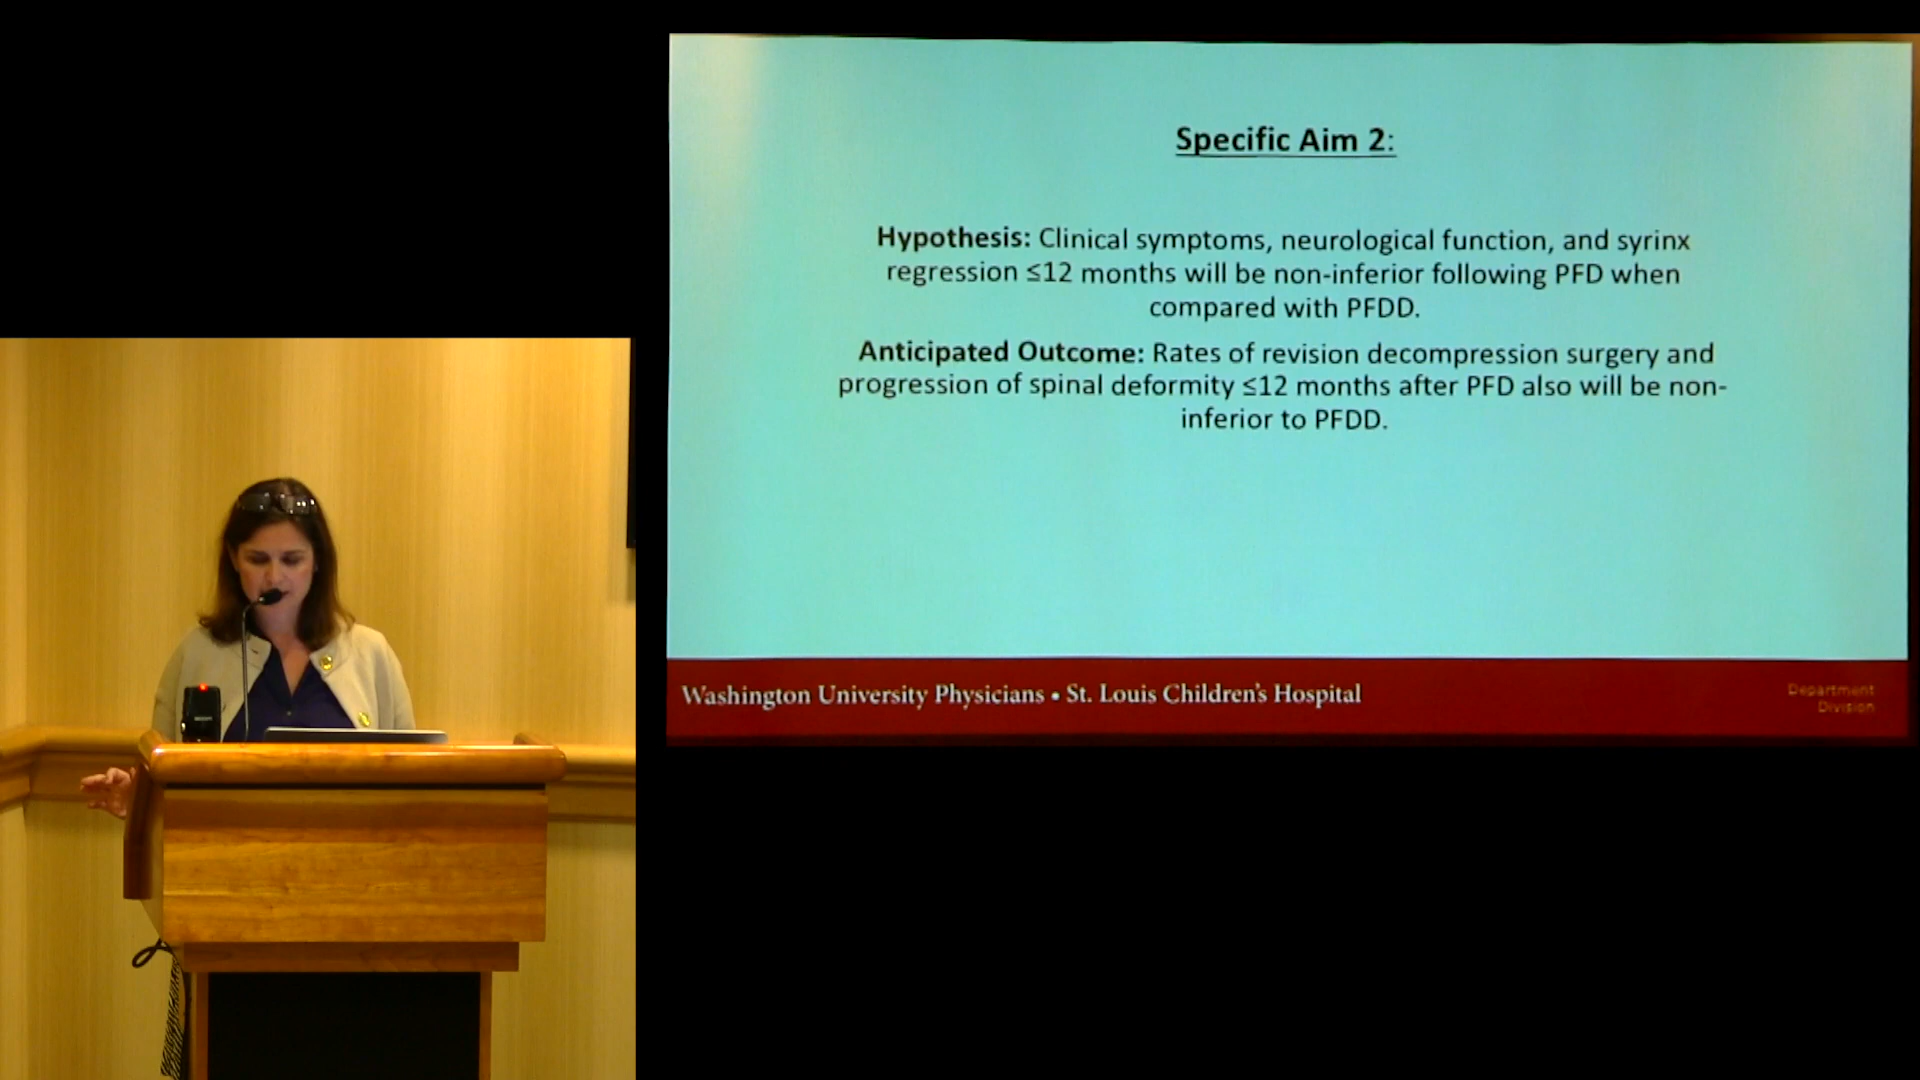 Specific Aim 2:
Hypothesis: Clinical symptoms, neurological function, and syrinx
regression ≤12 months will be non-inferior following PFD when
compared with PFDD.
Anticipated Outcome: Rates of revision decompression surgery and
progression of spinal deformity ≤12 months after PFD also will be non-
inferior to PFDD.
Washington University Physicians • St. Louis Children's Hospital
Department
Division